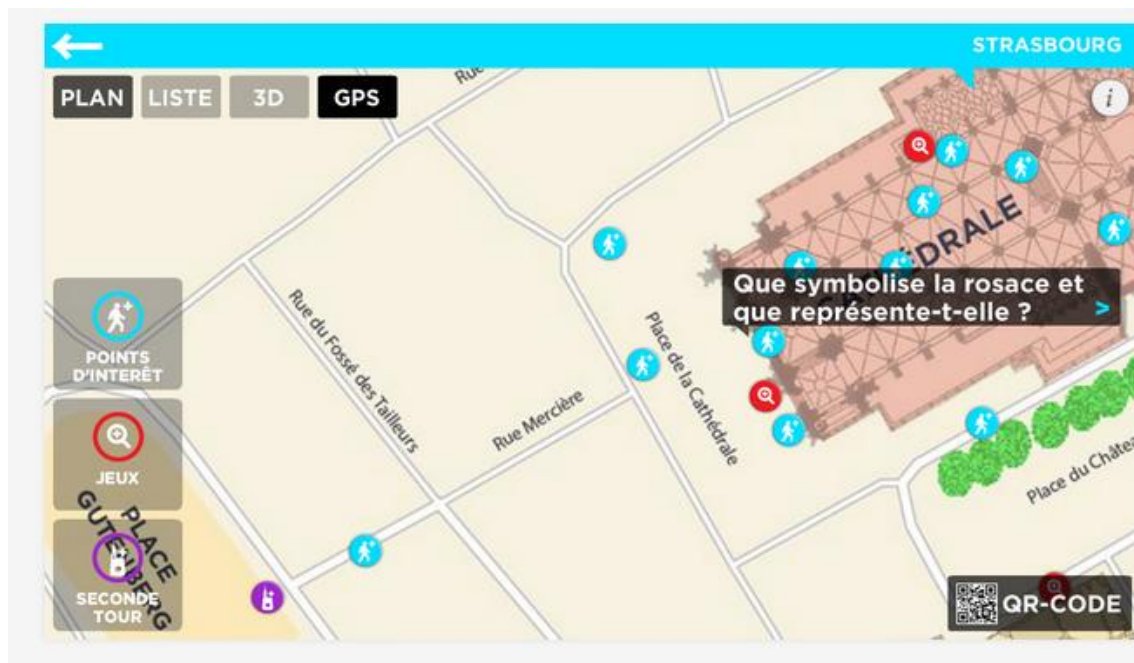 STRASBOURG
PLAN
LISTE
3D
GPS
Rue
i
CATHÉDRALE
Que symbolise la rosace et
que représente-t-elle ?
>
POINTS
D'INTERÊT
Rue du Fossé des Tailleurs
Place de la Cathédrale
Rue Mercière
JEUX
Place du Châte
PLACE
GUTENBERG
SECONDE
TOUR
QR-CODE